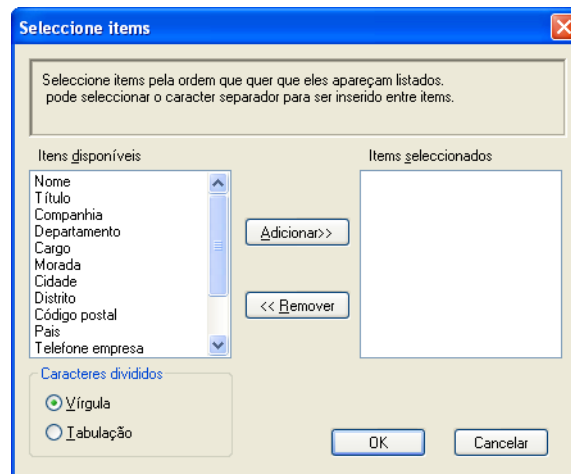 Seleccione items
Seleccione items pela ordem que quer que eles apareçam listados.
pode seleccionar o caracter separador para ser inserido entre items.
Itens disponíveis
Items seleccionados
Nome
Título
Companhia
Departamento
Cargo
Morada
Cidade
Distrito
Código postal
Pais
Telefone empresa
Adicionar>>
<< Remover
Caracteres divididos
Vírgula
Tabulação
OK
Cancelar